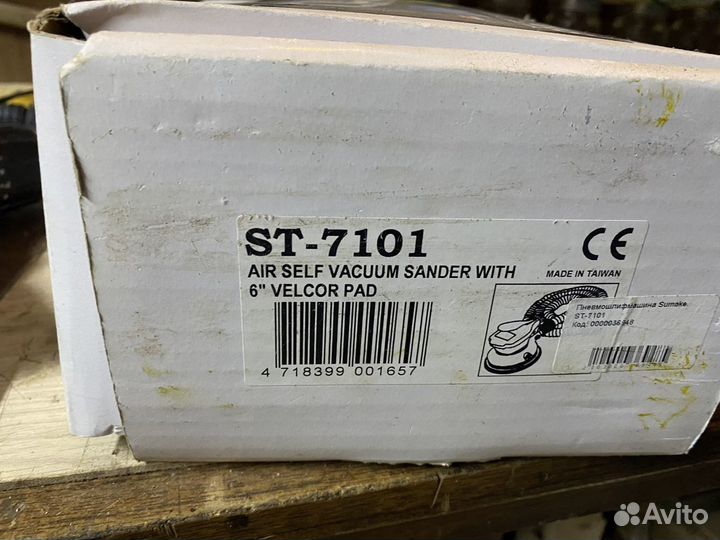 ST-7101
CE
AIR SELF VACUUM SANDER WITH
MADE IN TAIWAN
6" VELCOR PAD
Пневмошлифмашина Sumake
ST-7101
Код:
4 718399 001657
Avito